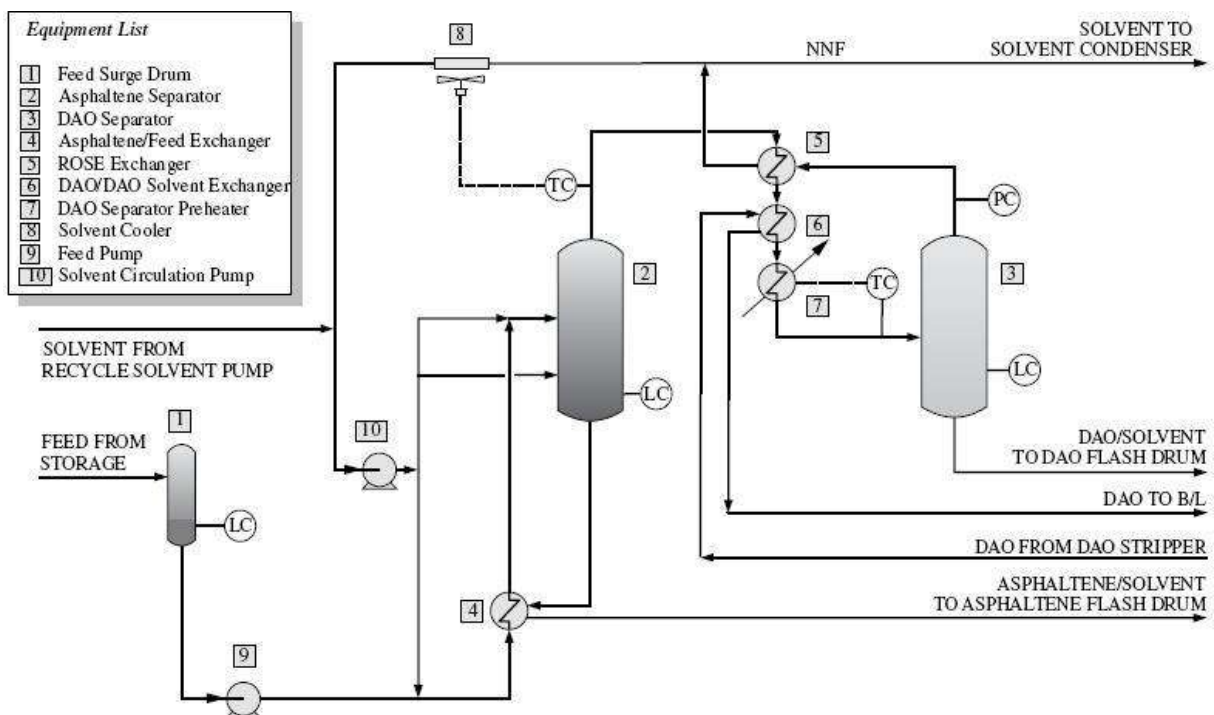 Equipment List
1 Feed Surge Drum
2 Asphaltene Separator
3 DAO Separator
4 Asphaltene/Feed Exchanger
5 ROSE Exchanger
6 DAO/DAO Solvent Exchanger
7 DAO Separator Preheater
8 Solvent Cooler
9 Feed Pump
10 Solvent Circulation Pump
8
NNF
SOLVENT TO
SOLVENT CONDENSER
5
TC
PC
6
2
3
TC
7
SOLVENT FROM
RECYCLE SOLVENT PUMP
LC
LC
1
10
FEED FROM
STORAGE
DAO/SOLVENT
TO DAO FLASH DRUM
DAO TO B/L
LC
DAO FROM DAO STRIPPER
ASPHALTENE/SOLVENT
TO ASPHALTENE FLASH DRUM
4
9